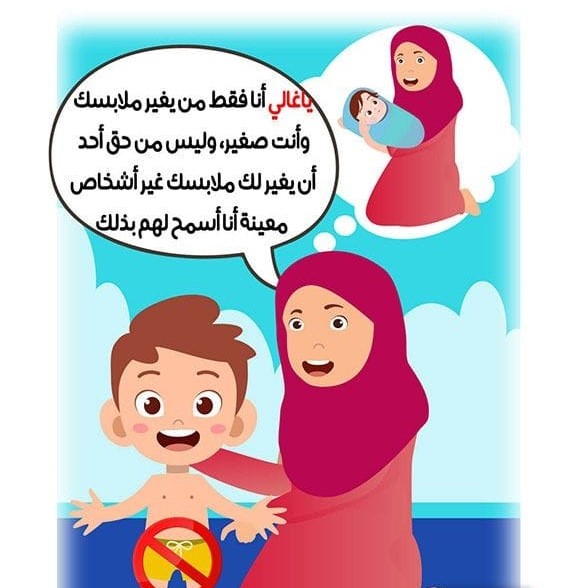 ياغالي أنا فقط من يغير ملابسك
وأنت صغير، وليس من حق أحد
أن يغير لك ملابسك غير أشخاص
معينة أنا أسمح لهم بذلك